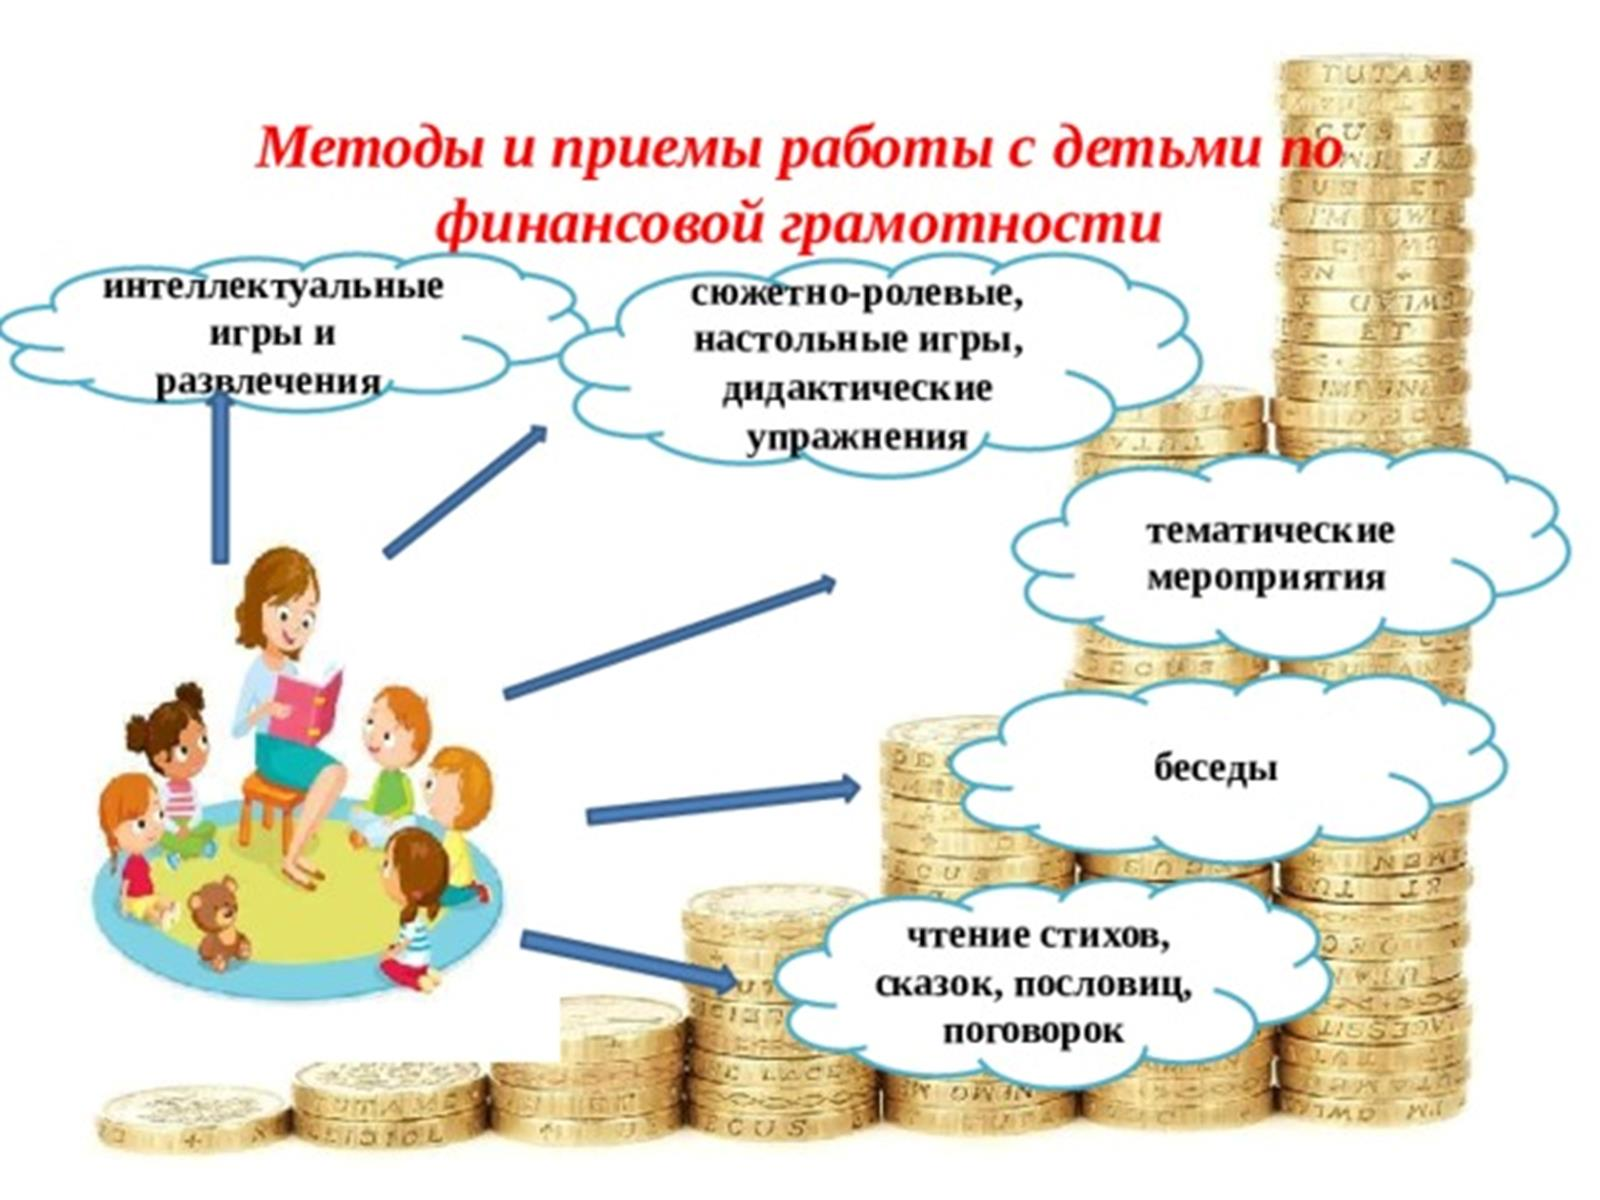 Методы и приемы работы с детьми по
финансовой грамотности
интеллектуальные
игры и
развлечения
сюжетно-ролевые,
настольные игры,
дидактические
упражнения
тематические
мероприятия
беседы
чтение стихов,
сказок, пословиц,
поговорок